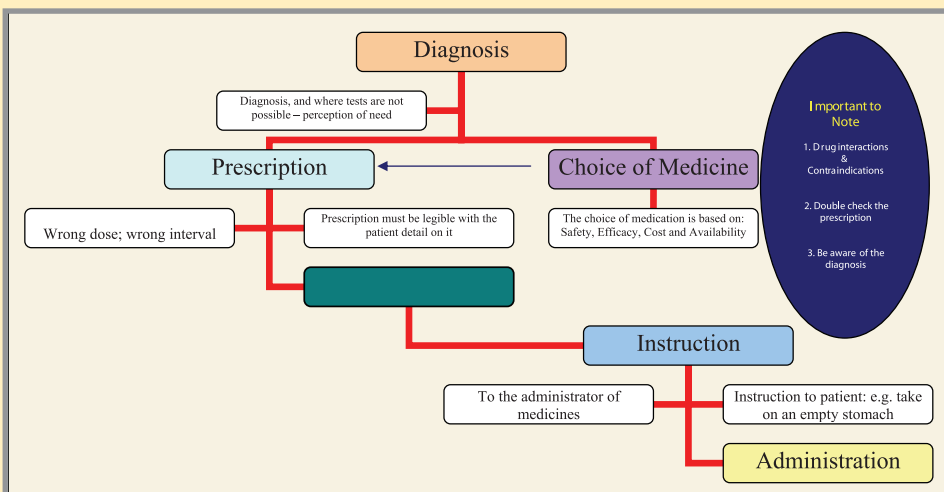 Diagnosis
Diagnosis, and where tests are not
possible – perception of need
Prescription
Choice of Medicine
Wrong dose; wrong interval
Prescription must be legible with the
patient detail on it
The choice of medication is based on:
Safety, Efficacy, Cost and Availability
Instruction
To the administrator of
medicines
Instruction to patient: e.g. take
on an empty stomach
Administration
Important to
Note
1. Drug interactions
&
Contraindications
2. Double check the
prescription
3. Be aware of the
diagnosis